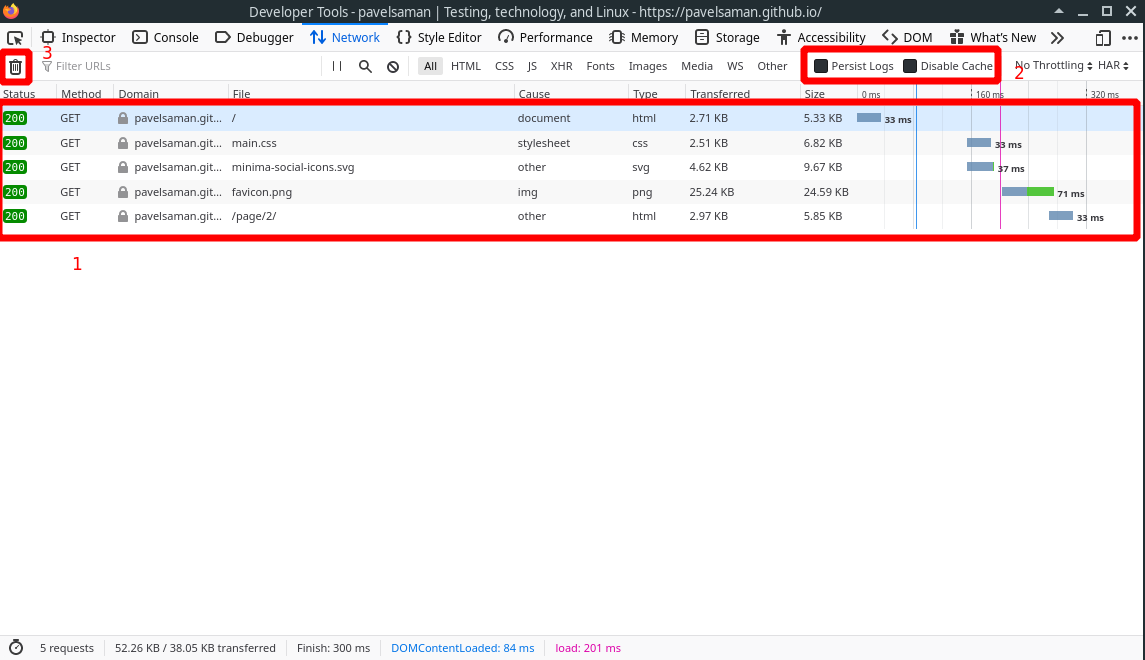 Developer Tools - pavelsaman | Testing, technology, and Linux - https://pavelsaman.github.io/
Inspector Console Debugger Network Style Editor Performance Memory Storage Accessibility DOM What's New
3 Filter URLs All HTML CSS JS XHR Fonts Images Media WS Other Persist Logs Disable Cache 2 No Throttling HAR
Status Method Domain File Cause Type Transferred Size 0 ms 160 ms 320 ms
200 GET pavelsaman.git... / document html 2.71 KB 5.33 KB 33 ms
200 GET pavelsaman.git... main.css stylesheet css 2.51 KB 6.82 KB 33 ms
200 GET pavelsaman.git... minima-social-icons.svg other svg 4.62 KB 9.67 KB 37 ms
200 GET pavelsaman.git... favicon.png img png 25.24 KB 24.59 KB 71 ms
200 GET pavelsaman.git... /page/2/ other html 2.97 KB 5.85 KB 33 ms
1
5 requests 52.26 KB / 38.05 KB transferred Finish: 300 ms DOMContentLoaded: 84 ms load: 201 ms